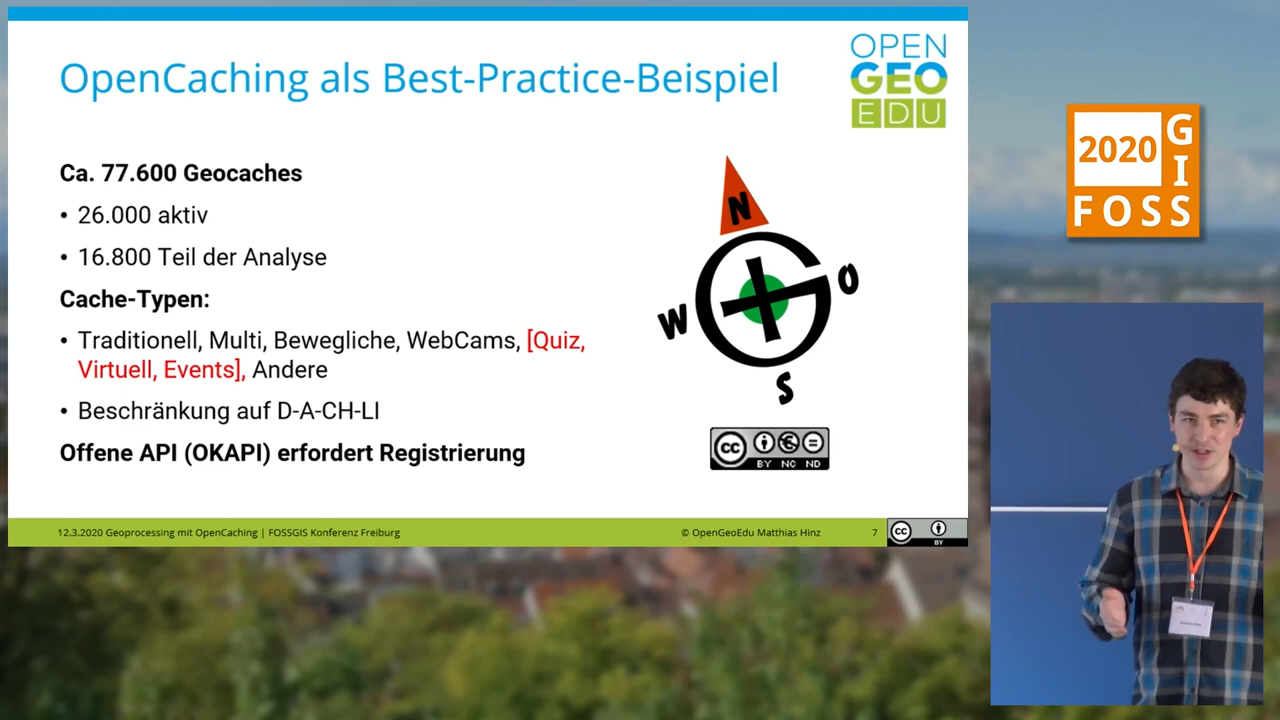 OpenCaching als Best-Practice-Beispiel
OPEN
GEO
EDU
Ca. 77.600 Geocaches
• 26.000 aktiv
• 16.800 Teil der Analyse
Cache-Typen:
• Traditionell, Multi, Bewegliche, WebCams, [Quiz,
Virtuell, Events], Andere
• Beschränkung auf D-A-CH-LI
Offene API (OKAPI) erfordert Registrierung
N
O
W
S
cc
BY NC ND
12.3.2020 Geoprocessing mit OpenCaching | FOSSGIS Konferenz Freiburg
© OpenGeoEdu Matthias Hinz
7
cc
BY
2020
G
I
FOSS